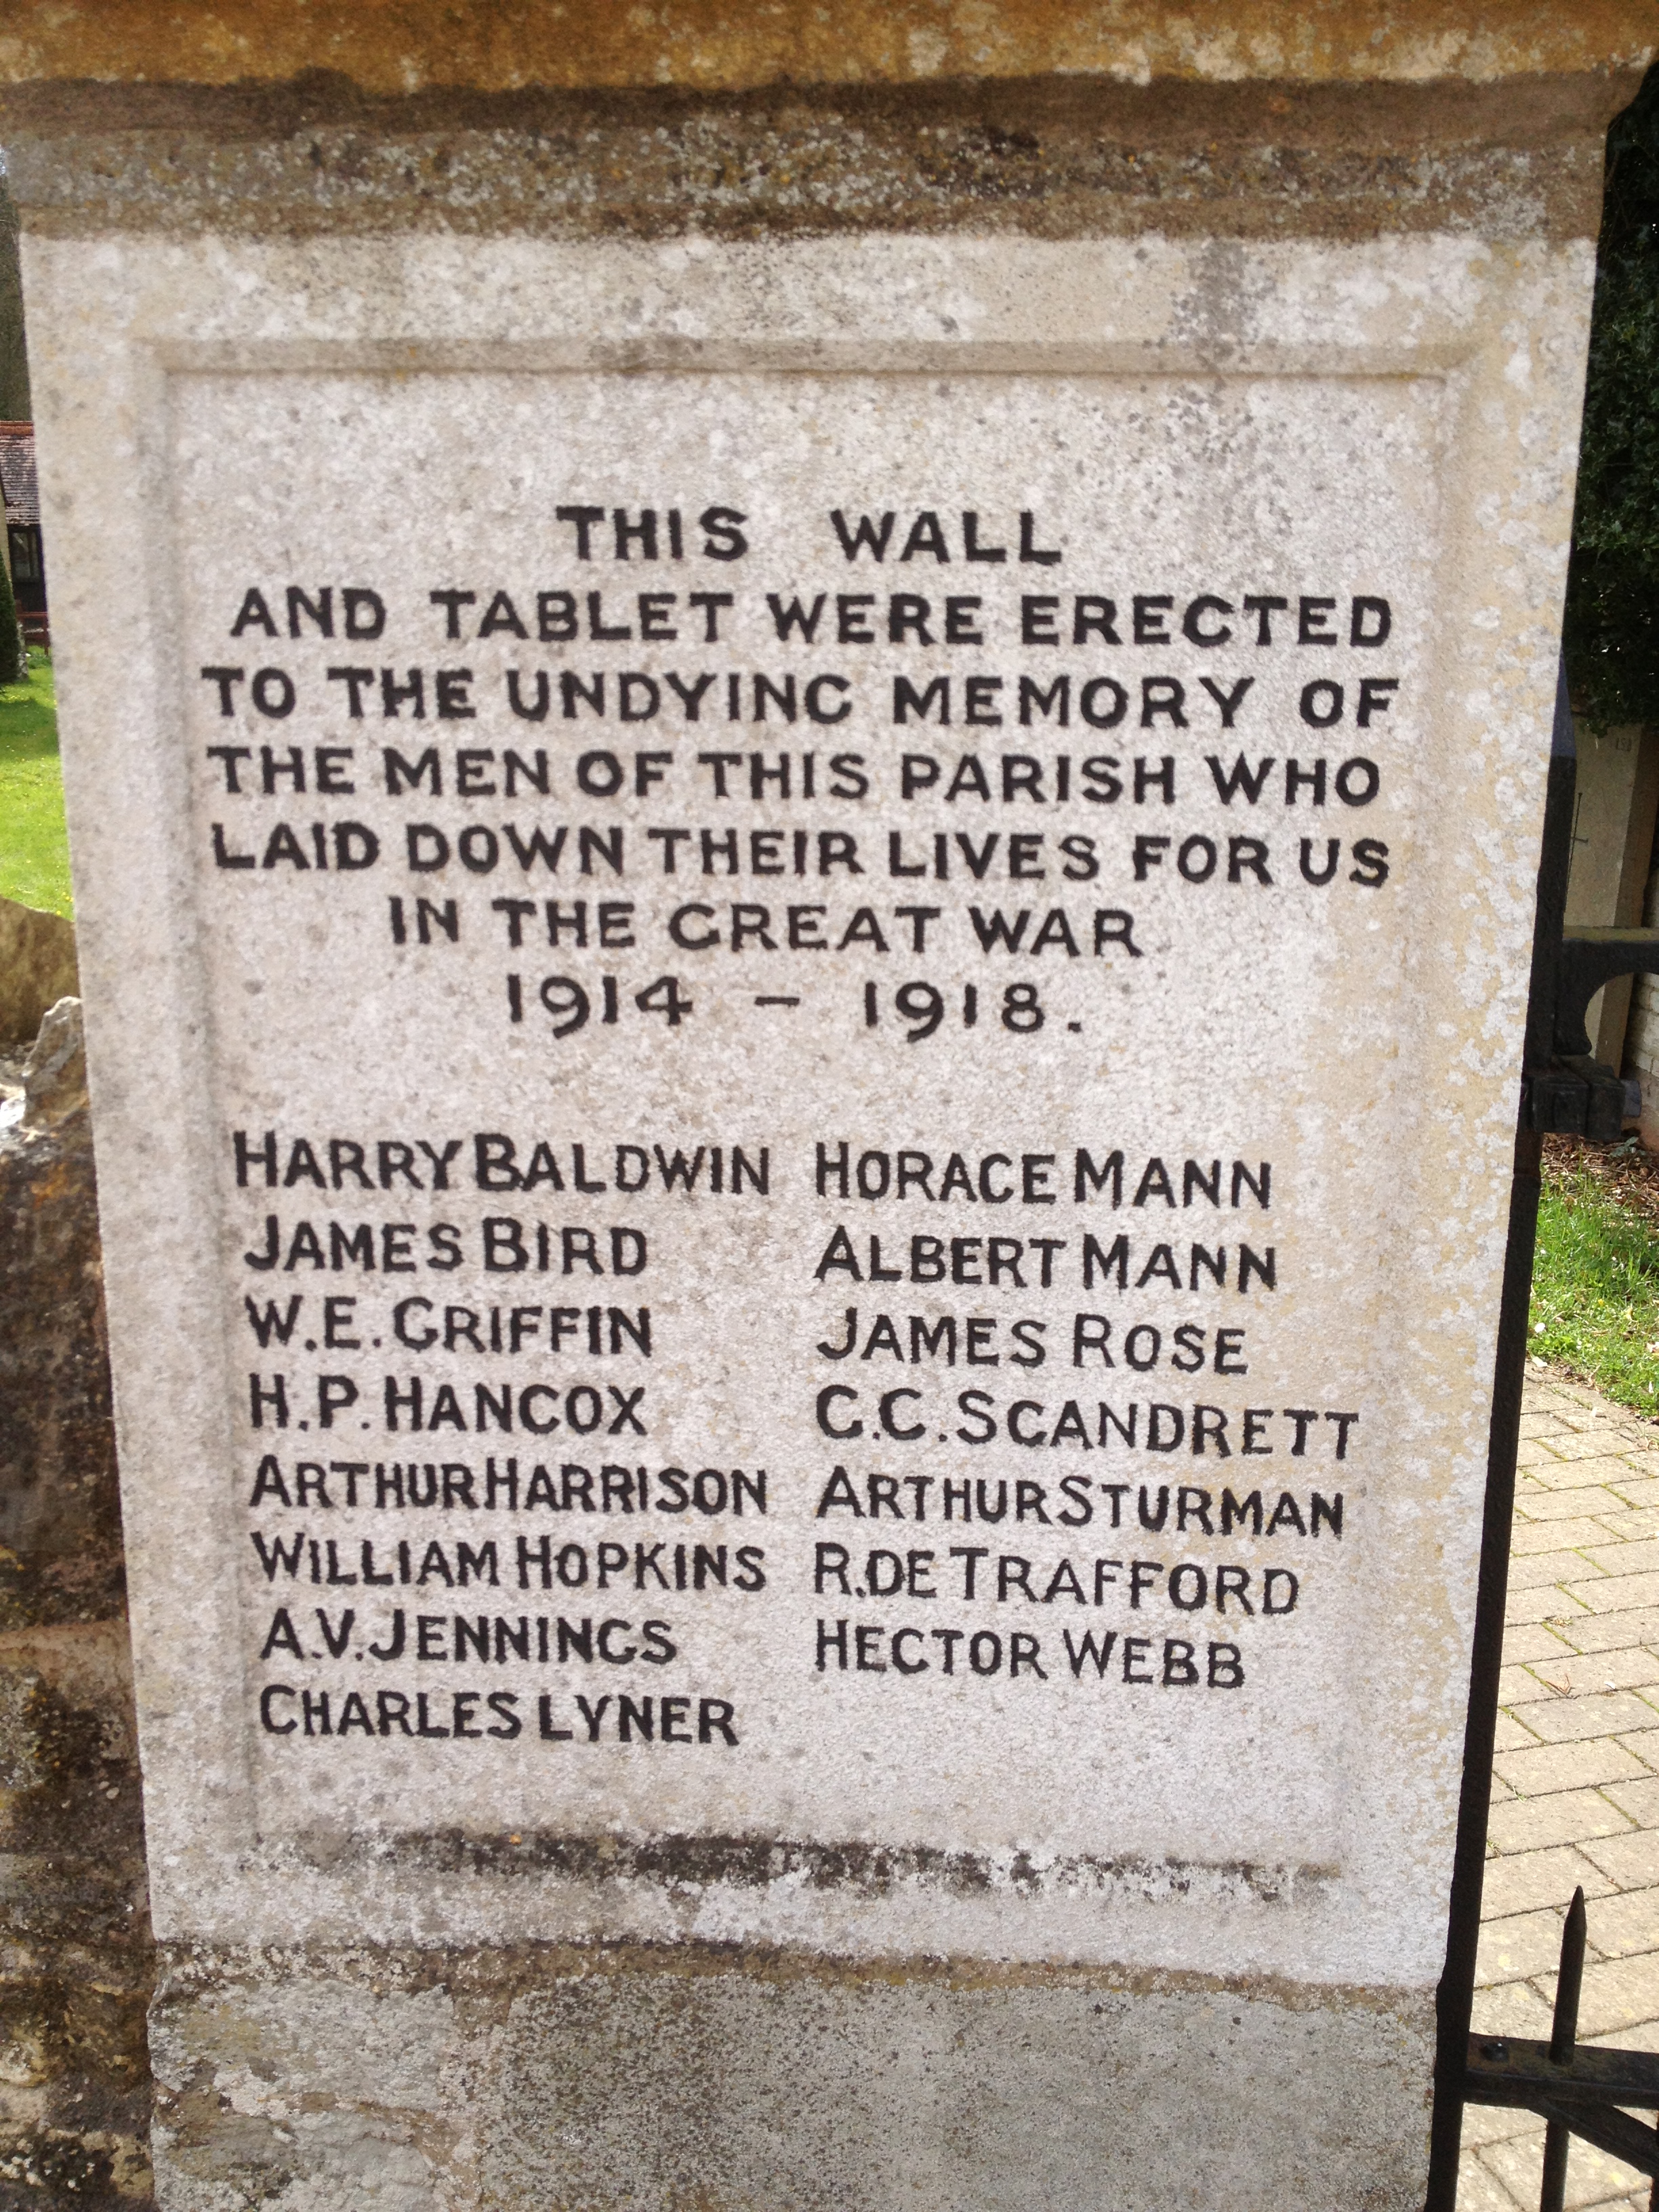 THIS WALL
AND TABLET WERE ERECTED
TO THE UNDYING MEMORY OF
THE MEN OF THIS PARISH WHO
LAID DOWN THEIR LIVES FOR US
IN THE GREAT WAR
1914 - 1918.
HARRY BALDWIN
JAMES BIRD
W.E. GRIFFIN
H.P. HANCOX
ARTHUR HARRISON
WILLIAM HOPKINS
A.V. JENNINGS
CHARLES LYNER
HORACE MANN
ALBERT MANN
JAMES ROSE
C.C. SCANDRETT
ARTHUR STURMAN
R. DE TRAFFORD
HECTOR WEBB